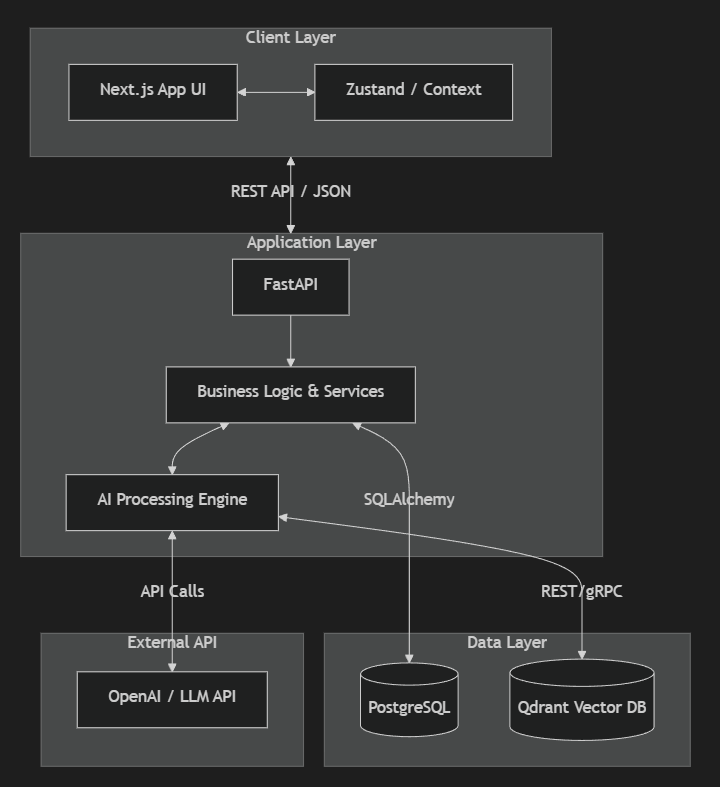 Client Layer
Next.js App UI
Zustand / Context
REST API / JSON
Application Layer
FastAPI
Business Logic & Services
AI Processing Engine
SQLAlchemy
API Calls
REST/gRPC
External API
Data Layer
OpenAI / LLM API
PostgreSQL
Qdrant Vector DB